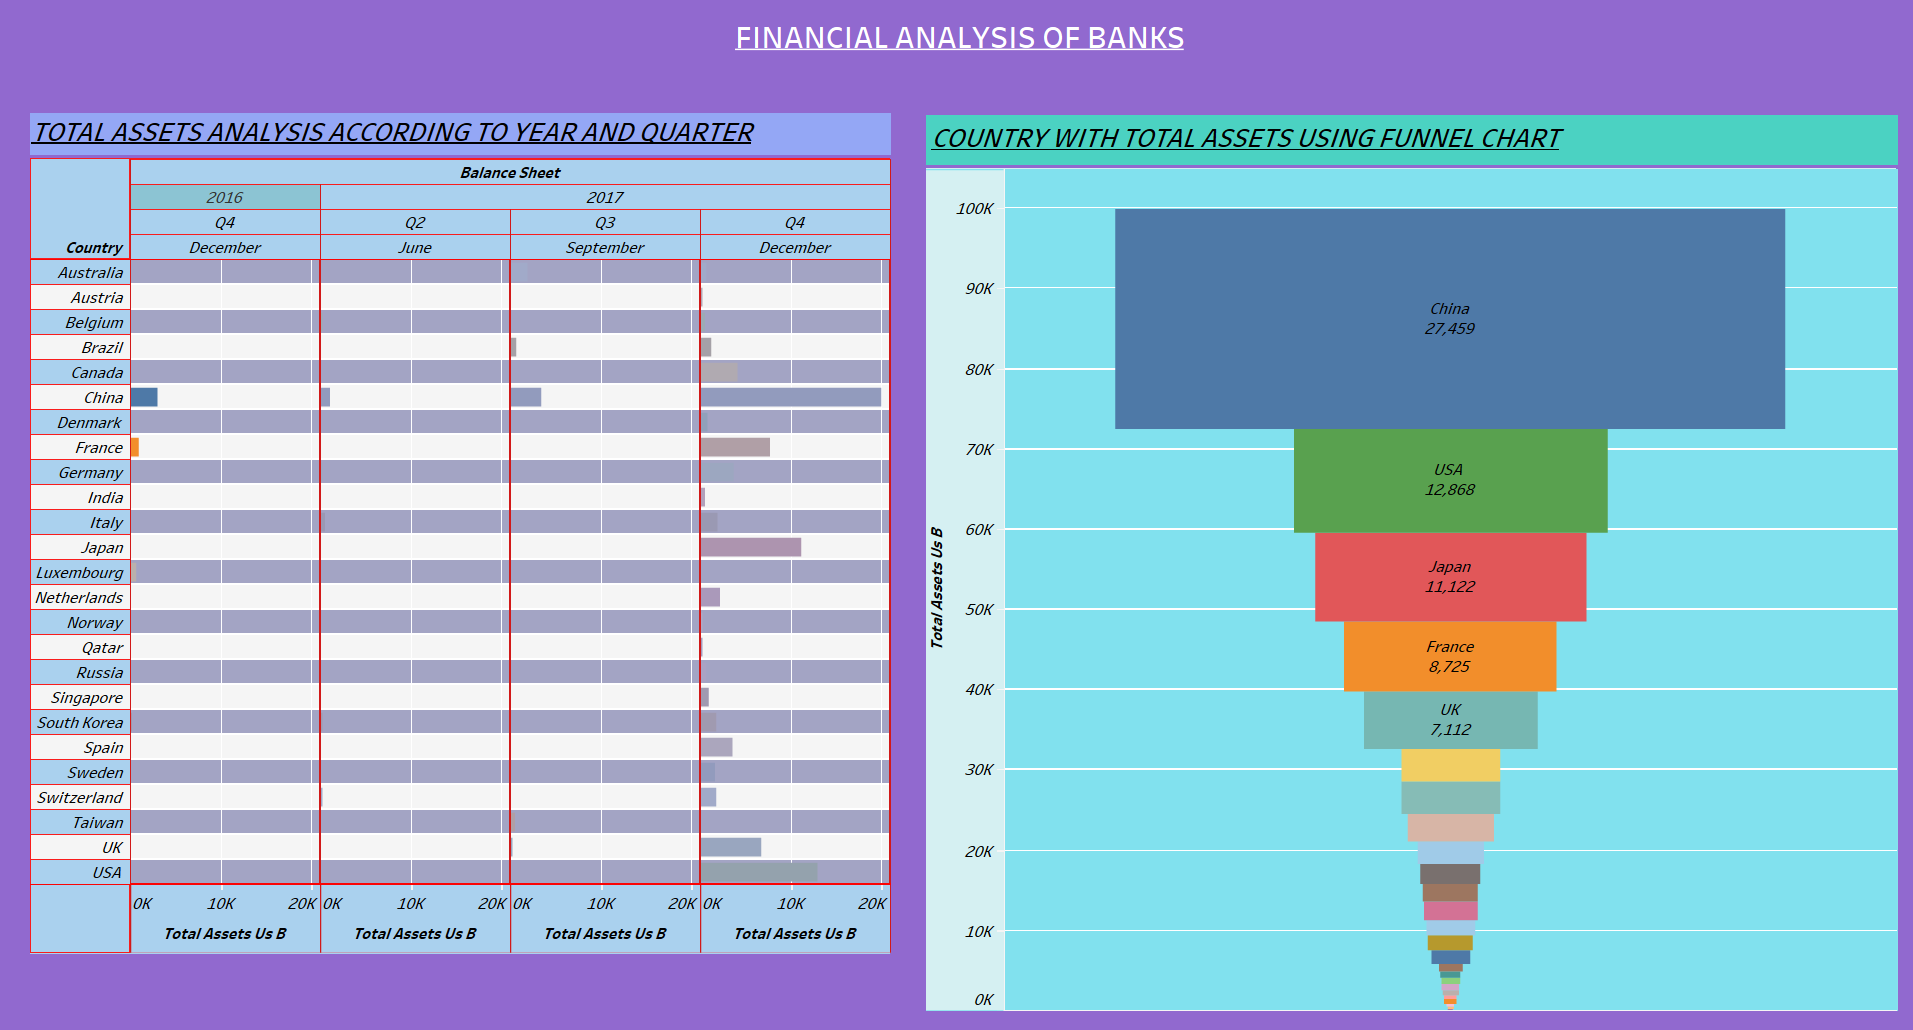 FINANCIAL ANALYSIS OF BANKS
TOTAL ASSETS ANALYSIS ACCORDING TO YEAR AND QUARTER
Balance Sheet
2016 2017
Q4 Q2 Q3 Q4
Country December June September December
Australia
Austria
Belgium
Brazil
Canada
China
Denmark
France
Germany
India
Italy
Japan
Luxembourg
Netherlands
Norway
Qatar
Russia
Singapore
South Korea
Spain
Sweden
Switzerland
Taiwan
UK
USA
0K 10K 20K 0K 10K 20K 0K 10K 20K 0K 10K 20K
Total Assets Us B Total Assets Us B Total Assets Us B Total Assets Us B
COUNTRY WITH TOTAL ASSETS USING FUNNEL CHART
Total Assets Us B
100K
90K
80K
70K
60K
50K
40K
30K
20K
10K
0K
China
27,459
USA
12,868
Japan
11,122
France
8,725
UK
7,112